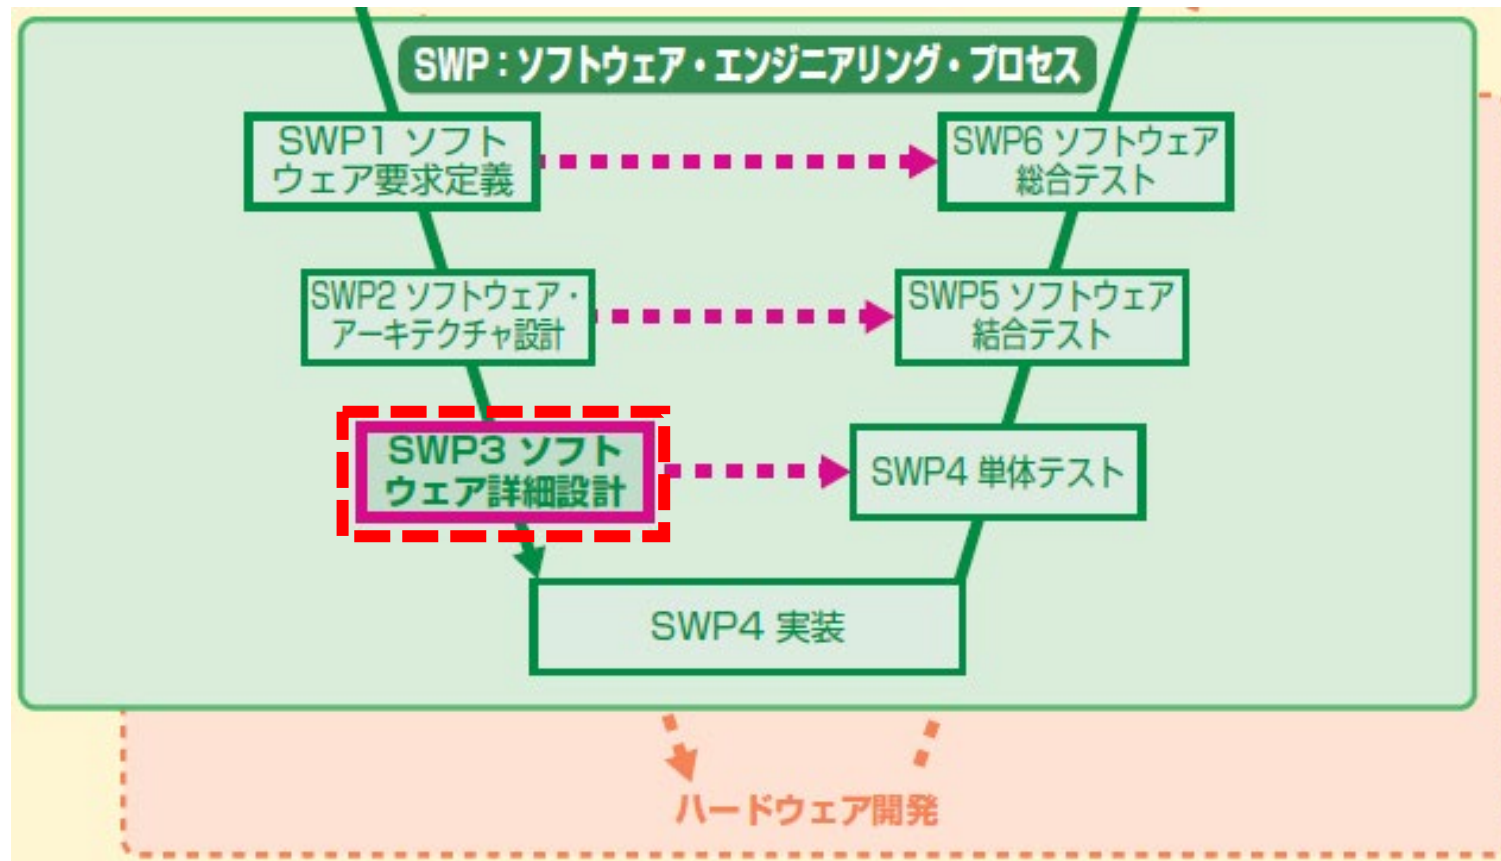 SWP:ソフトウェア・エンジニアリング・プロセス
SWP1 ソフト
ウェア要求定義
SWP6 ソフトウェア
総合テスト
SWP2 ソフトウェア・
アーキテクチャ設計
SWP5 ソフトウェア
結合テスト
SWP3 ソフト
ウェア詳細設計
SWP4 単体テスト
SWP4 実装
ハードウェア開発